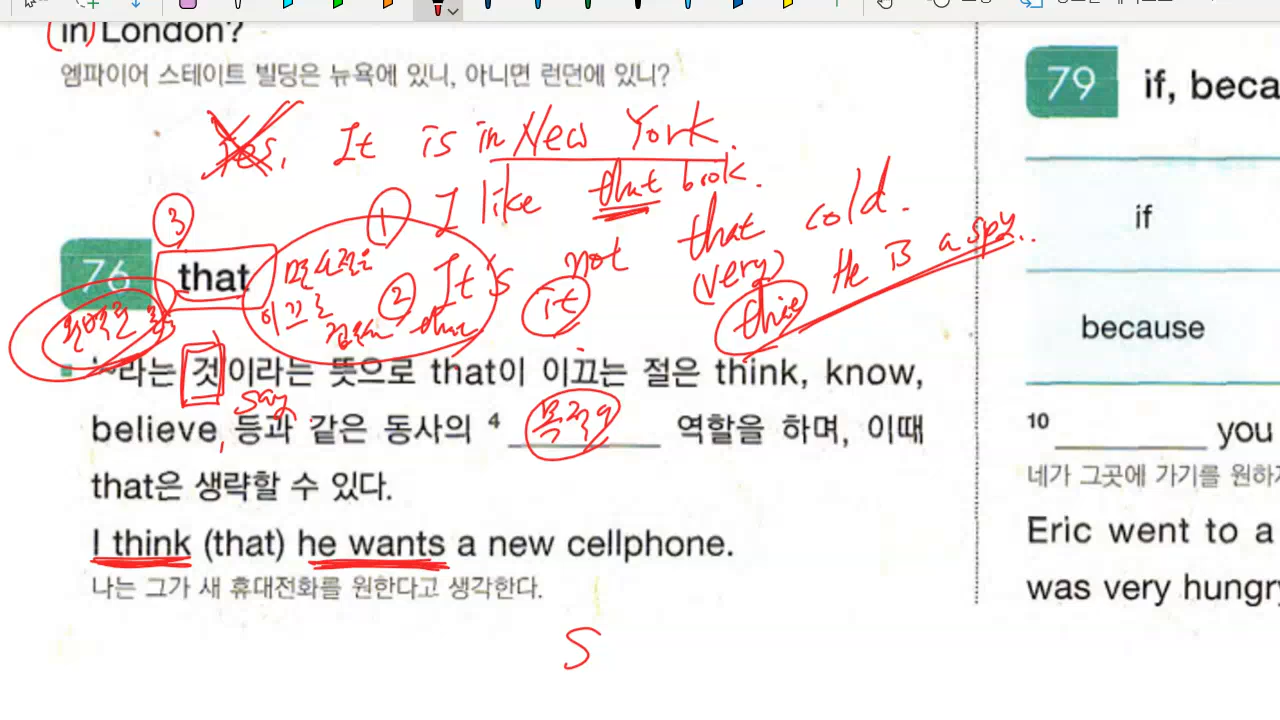 (in) London?
엠파이어 스테이트 빌딩은 뉴욕에 있니, 아니면 런던에 있니?
Yes, It is in New York.
① I like that book.
③
76 that
② It's not that cold.
(very)
it
this He is a spy.
명사절을
이끄는
접속사 that
~라는 것이라는 뜻으로 that이 이끄는 절은 think, know,
say
believe, 등과 같은 동사의 4 목적어 역할을 하며, 이때
that은 생략할 수 있다.
I think (that) he wants a new cellphone.
나는 그가 새 휴대전화를 원한다고 생각한다.
S
79 if, beca
if
because
10 you
네가 그곳에 가기를 원하
Eric went to a
was very hungry